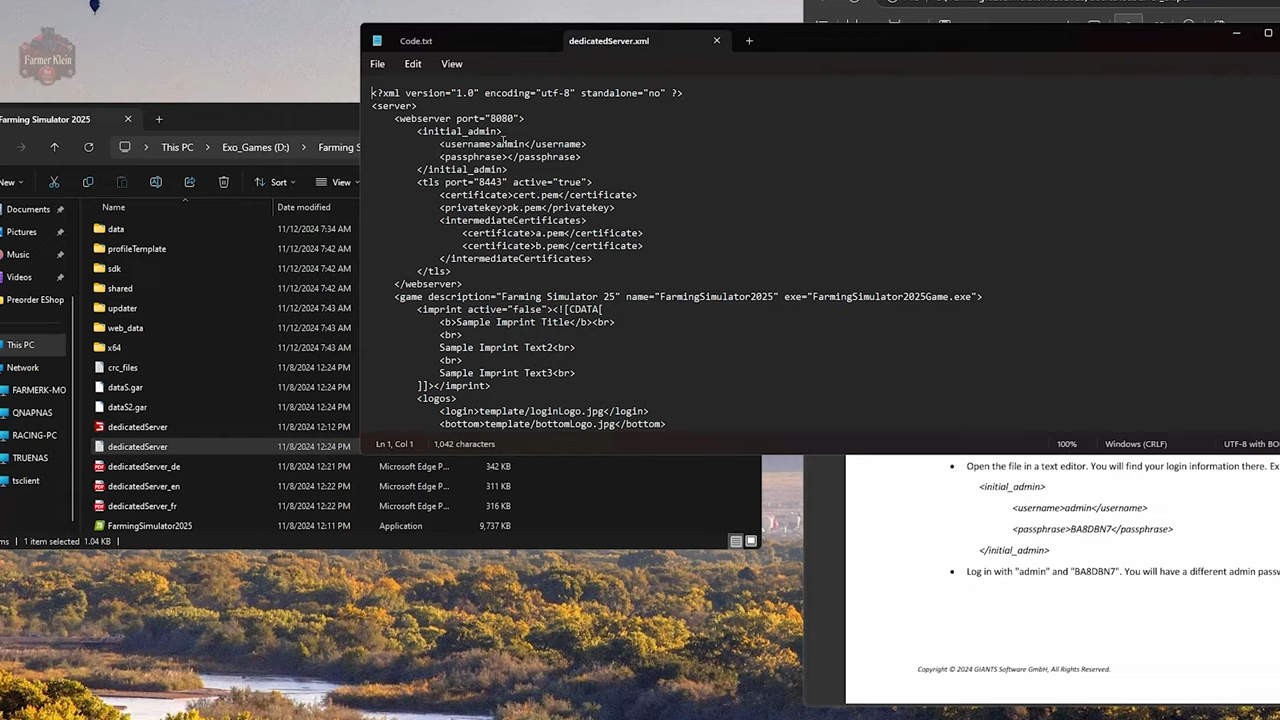 Farmer
Klein
Code.txt
dedicatedServer.xml
File
Edit
View
<?xml version="1.0" encoding="utf-8" standalone="no" ?>
<server>
<webserver port="8080">
<initial_admin>
<username>admin</username>
<passphrase></passphrase>
</initial_admin>
<tls port="8443" active="true">
<certificate>cert.pem</certificate>
<privatekey>pk.pem</privatekey>
<intermediateCertificates>
<certificate>a.pem</certificate>
<certificate>b.pem</certificate>
</intermediateCertificates>
</tls>
</webserver>
<game description="Farming Simulator 25" name="FarmingSimulator2025" exe="FarmingSimulator2025Game.exe">
<imprint active="false"><![CDATA[
<b>Sample Imprint Title</b><br>
<br>
Sample Imprint Text2<br>
<br>
Sample Imprint Text3<br>
]]></imprint>
<logos>
<login>template/loginLogo.jpg</login>
<bottom>template/bottomLogo.jpg</bottom>
Ln 1, Col 1
1,042 characters
100%
Windows (CRLF)
UTF-8 with BO
Farming Simulator 2025
This PC > Exo_Games (D:) > Farming S
New
Sort
View
Documents
Pictures
Music
Videos
Preorder EShop
This PC
Network
FARMERK-MO
QNAPNAS
RACING-PC
TRUENAS
tsclient
Name
Date modified
data 11/12/2024 7:34 AM
profileTemplate 11/12/2024 7:42 AM
sdk 11/12/2024 7:42 AM
shared 11/12/2024 7:42 AM
updater 11/12/2024 7:43 AM
web_data 11/12/2024 7:43 AM
x64 11/12/2024 7:43 AM
crc_files 11/8/2024 12:24 PM
dataS.gar 11/8/2024 12:24 PM
dataS2.gar 11/8/2024 12:24 PM
dedicatedServer 11/8/2024 12:12 PM
dedicatedServer 11/8/2024 12:24 PM
dedicatedServer_de 11/8/2024 12:21 PM Microsoft Edge P... 342 KB
dedicatedServer_en 11/8/2024 12:22 PM Microsoft Edge P... 311 KB
dedicatedServer_fr 11/8/2024 12:22 PM Microsoft Edge P... 316 KB
FarmingSimulator2025 11/8/2024 12:11 PM Application 9,737 KB
ms
1 item selected 1.04 KB
• Open the file in a text editor. You will find your login information there. Ex
<initial_admin>
<username>admin</username>
<passphrase>BA8DBN7</passphrase>
</initial_admin>
• Log in with "admin" and "BA8DBN7". You will have a different admin passw
Copyright © 2024 GIANTS Software GmbH, All Rights Reserved.